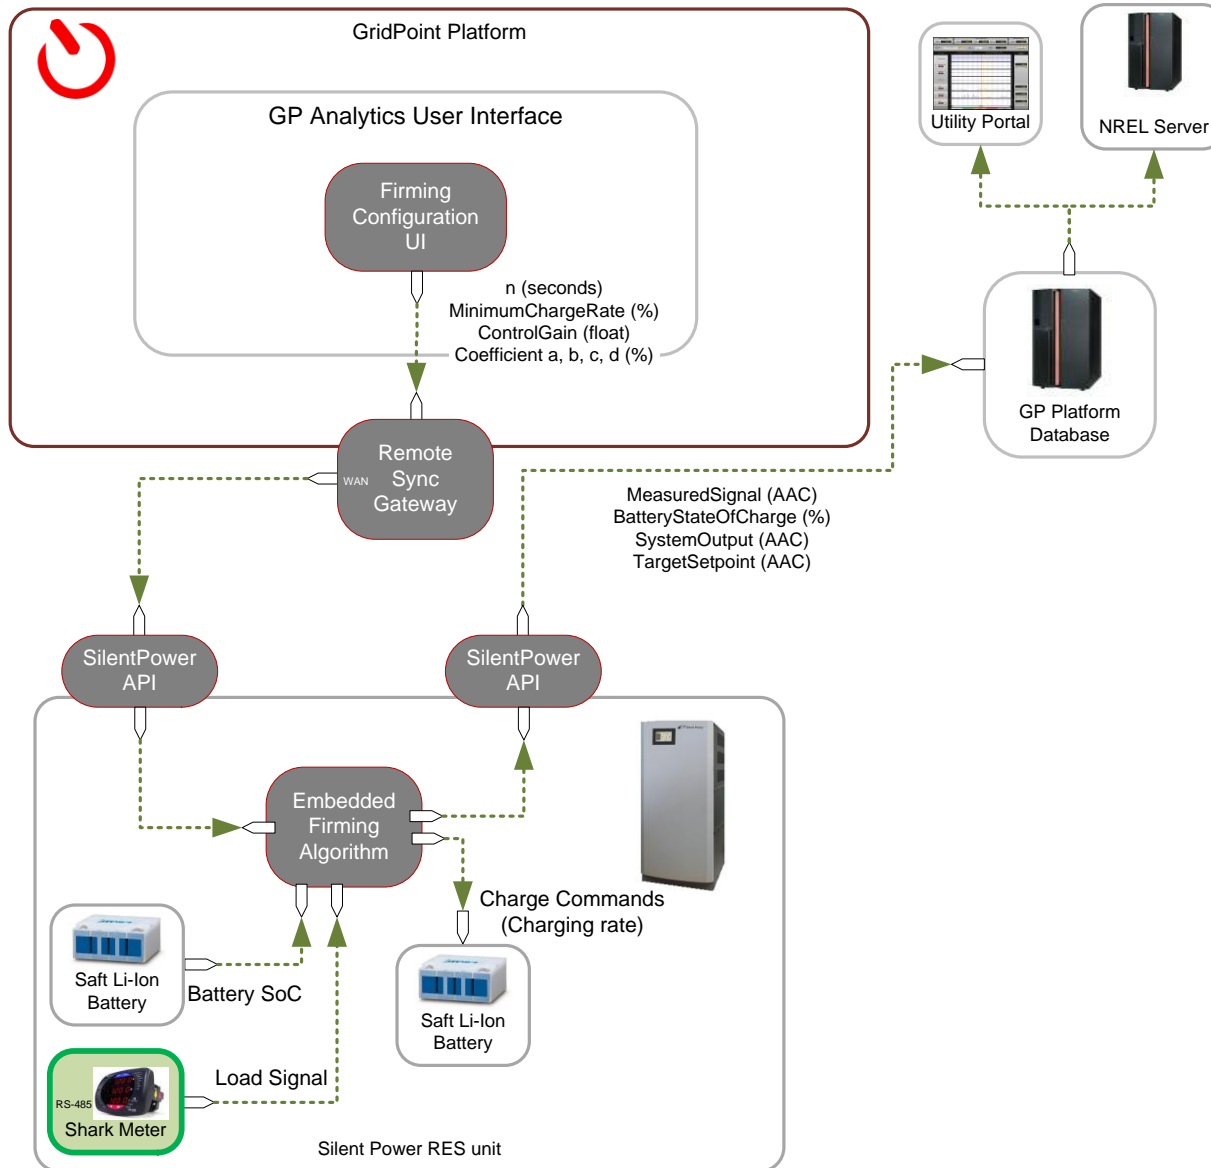 GridPoint Platform
GP Analytics User Interface
Firming
Configuration
UI
n (seconds)
MinimumChargeRate (%)
ControlGain (float)
Coefficient a, b, c, d (%)
Utility Portal
NREL Server
GP Platform
Database
Remote
Sync
Gateway
WAN
MeasuredSignal (AAC)
BatteryStateOfCharge (%)
SystemOutput (AAC)
TargetSetpoint (AAC)
SilentPower
API
SilentPower
API
Embedded
Firming
Algorithm
Charge Commands
(Charging rate)
Saft Li-Ion
Battery
Battery SoC
Saft Li-Ion
Battery
Load Signal
RS-485
Shark Meter
Silent Power RES unit